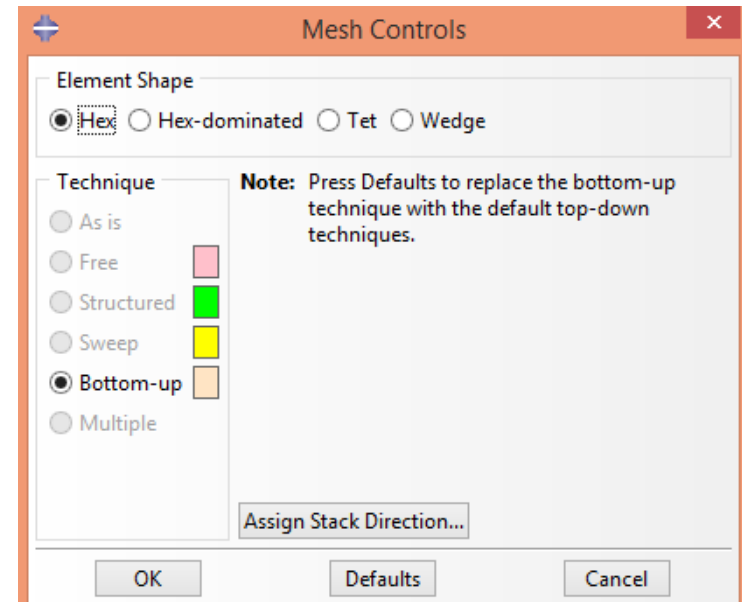 Mesh Controls
Element Shape
Hex Hex-dominated Tet Wedge
Technique
Note: Press Defaults to replace the bottom-up
technique with the default top-down
techniques.
As is
Free
Structured
Sweep
Bottom-up
Multiple
Assign Stack Direction...
OK Defaults Cancel